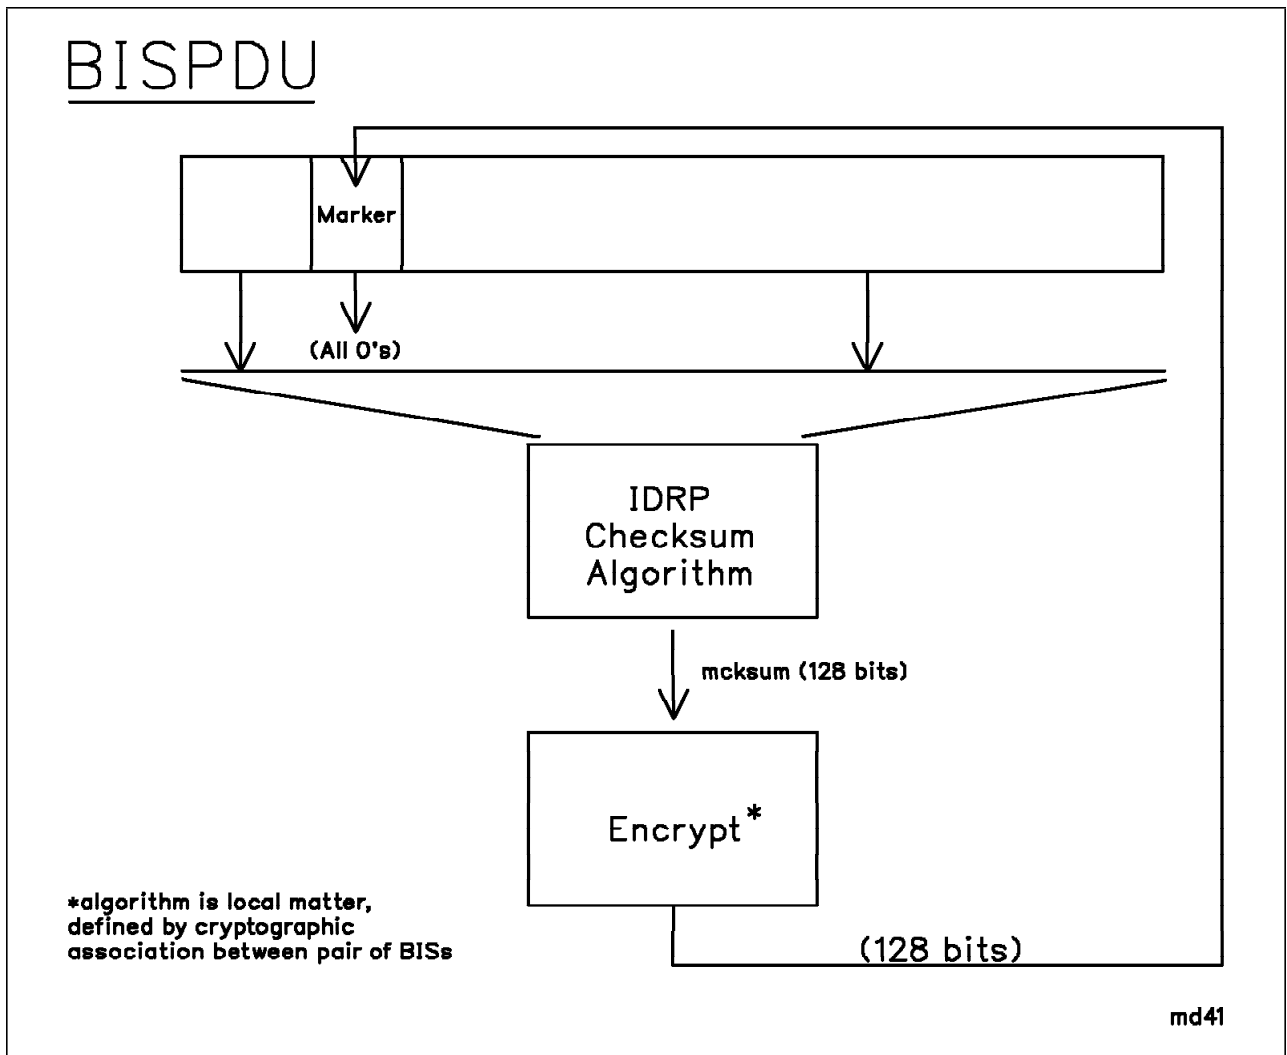 BISPDU
Marker
(All 0's)
IDRP
Checksum
Algorithm
mcksum (128 bits)
Encrypt*
*algorithm is local matter,
defined by cryptographic
association between pair of BISs
(128 bits)
md41